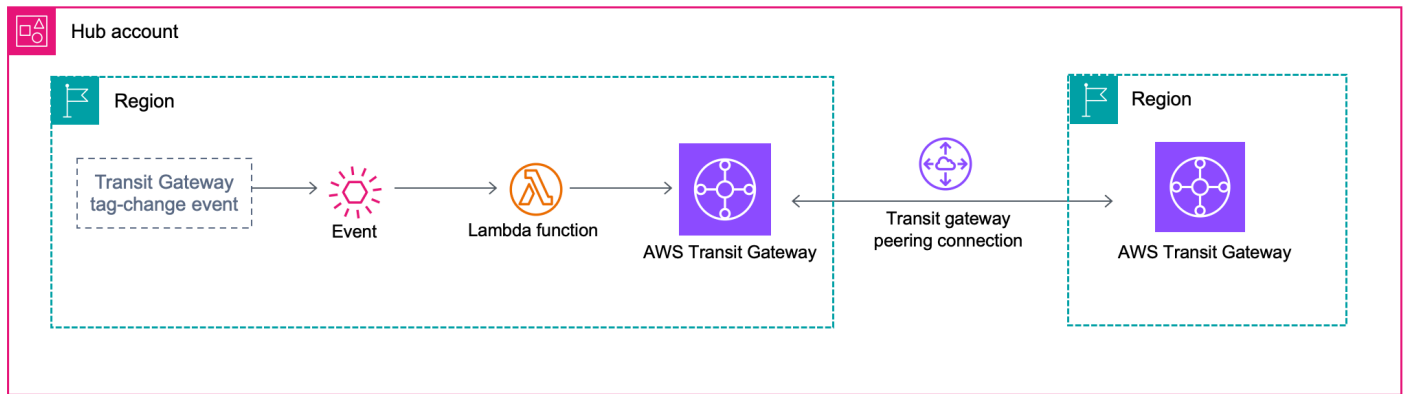 Hub account
Region
Region
Transit Gateway
tag-change event
Event
Lambda function
AWS Transit Gateway
Transit gateway
peering connection
AWS Transit Gateway